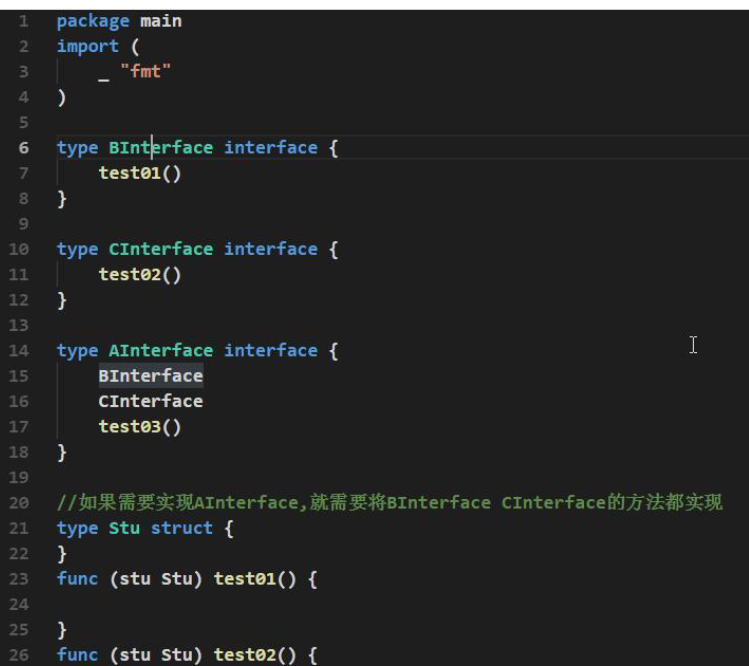 1 package main
2 import (
3     _ "fmt"
4 )
5
6 type BInterface interface {
7     test01()
8 }
9
10 type CInterface interface {
11     test02()
12 }
13
14 type AInterface interface {
15     BInterface
16     CInterface
17     test03()
18 }
19
20 //如果需要实现AInterface,就需要将BInterface CInterface的方法都实现
21 type Stu struct {
22 }
23 func (stu Stu) test01() {
24
25 }
26 func (stu Stu) test02() {